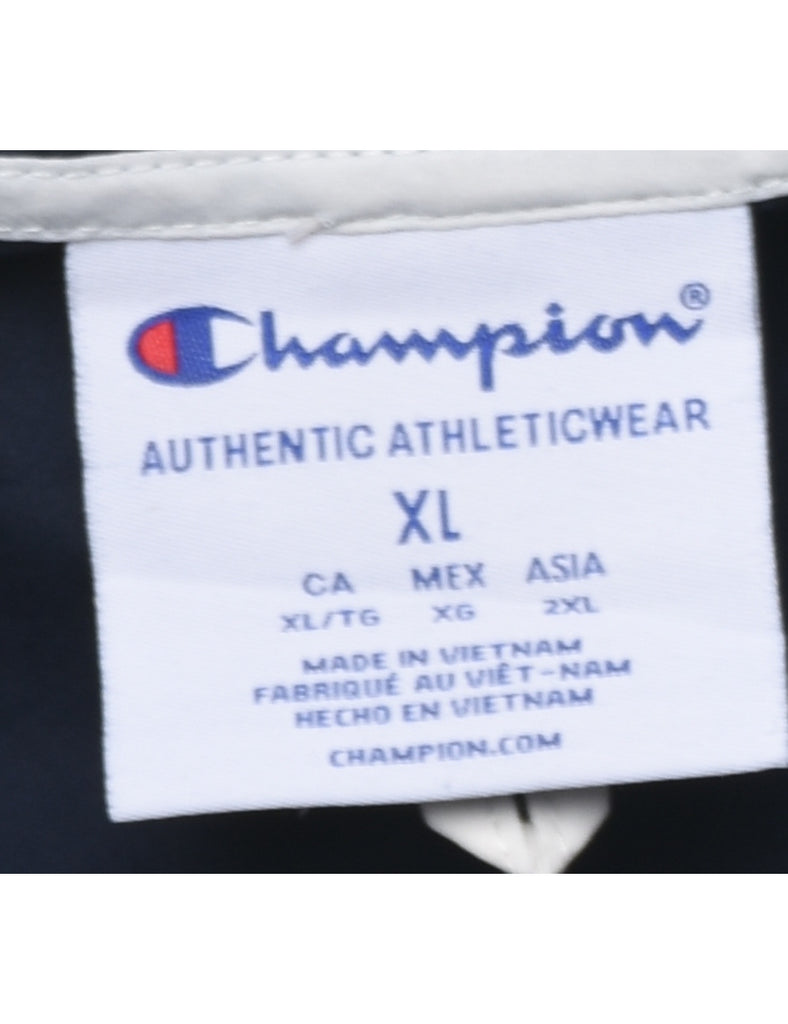 Champion®
AUTHENTIC ATHLETICWEAR
XL
CA MEX ASIA
XL/TG XG 2XL
MADE IN VIETNAM
FABRIQUÉ AU VIÊT-NAM
HECHO EN VIETNAM
CHAMPION.COM